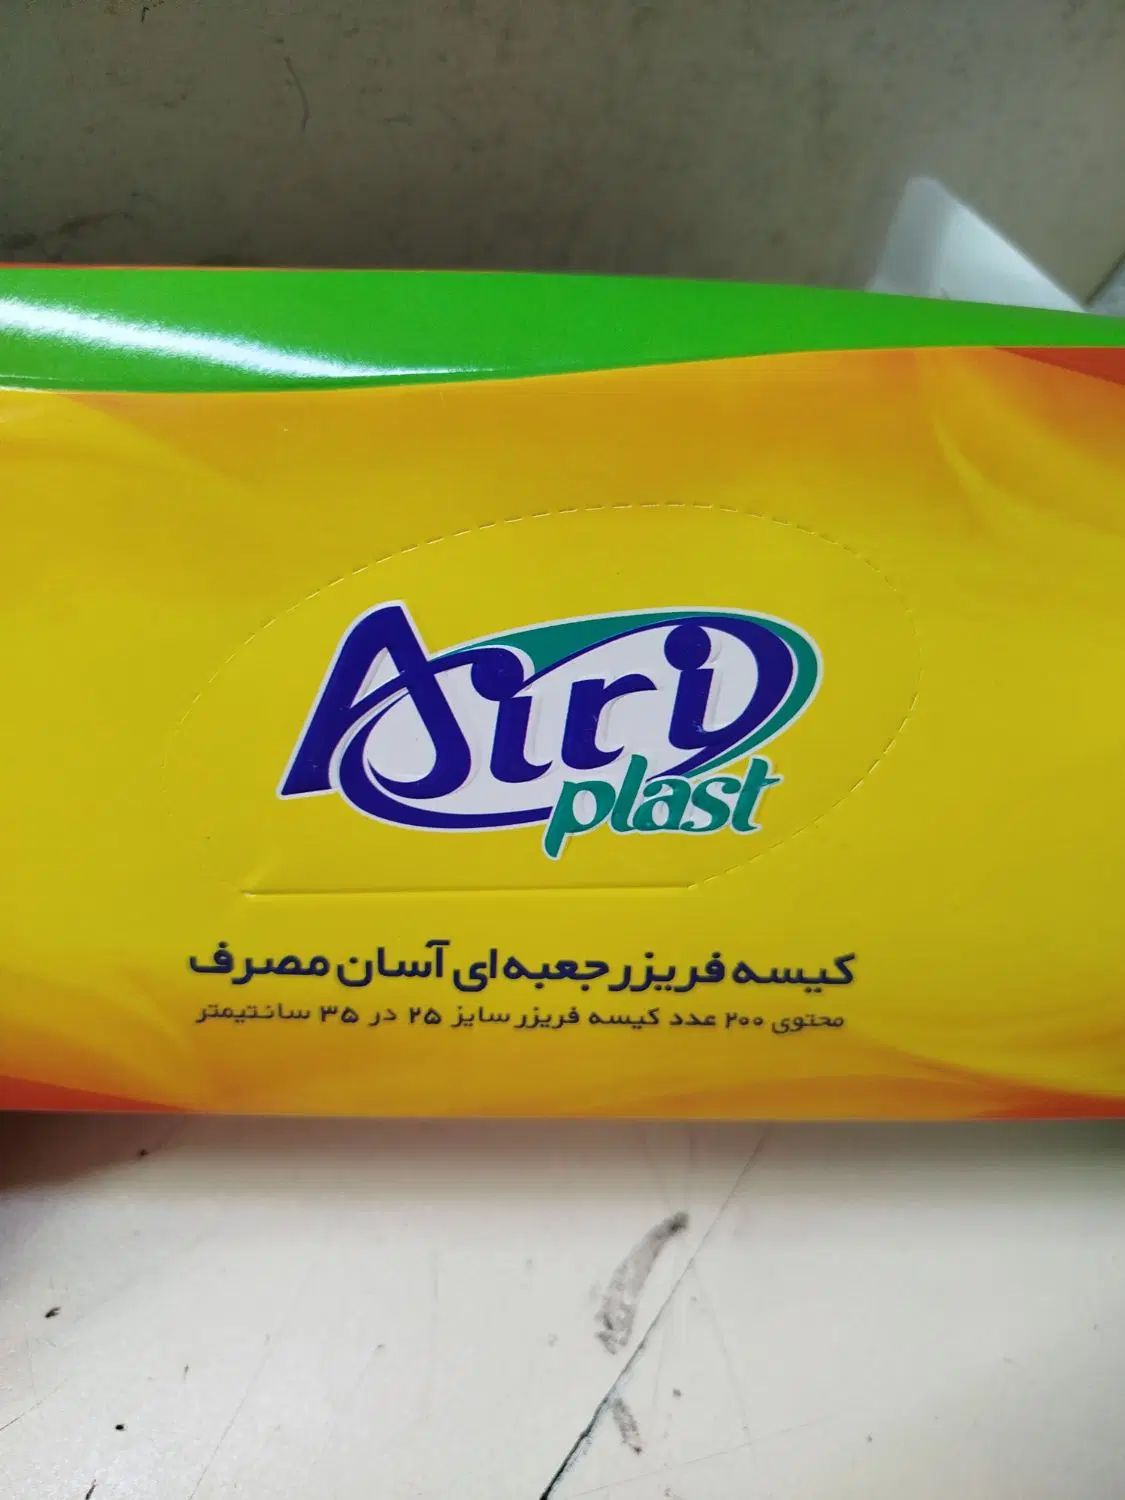 Airi
plast
کیسه فریزر جعبه‌ای آسان مصرف
محتوی ۲۰۰ عدد کیسه فریزر سایز ۲۵ در ۳۵ سانتیمتر